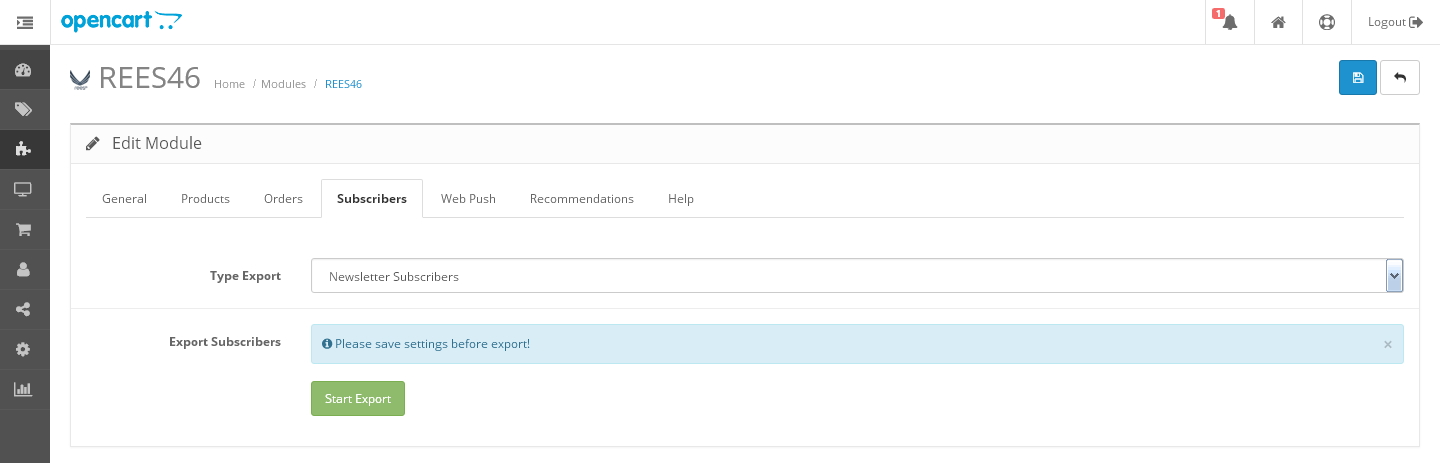 opencart
1
Logout
REES46
Home / Modules / REES46
Edit Module
General Products Orders Subscribers Web Push Recommendations Help
Type Export
Newsletter Subscribers
Export Subscribers
Please save settings before export!
×
Start Export